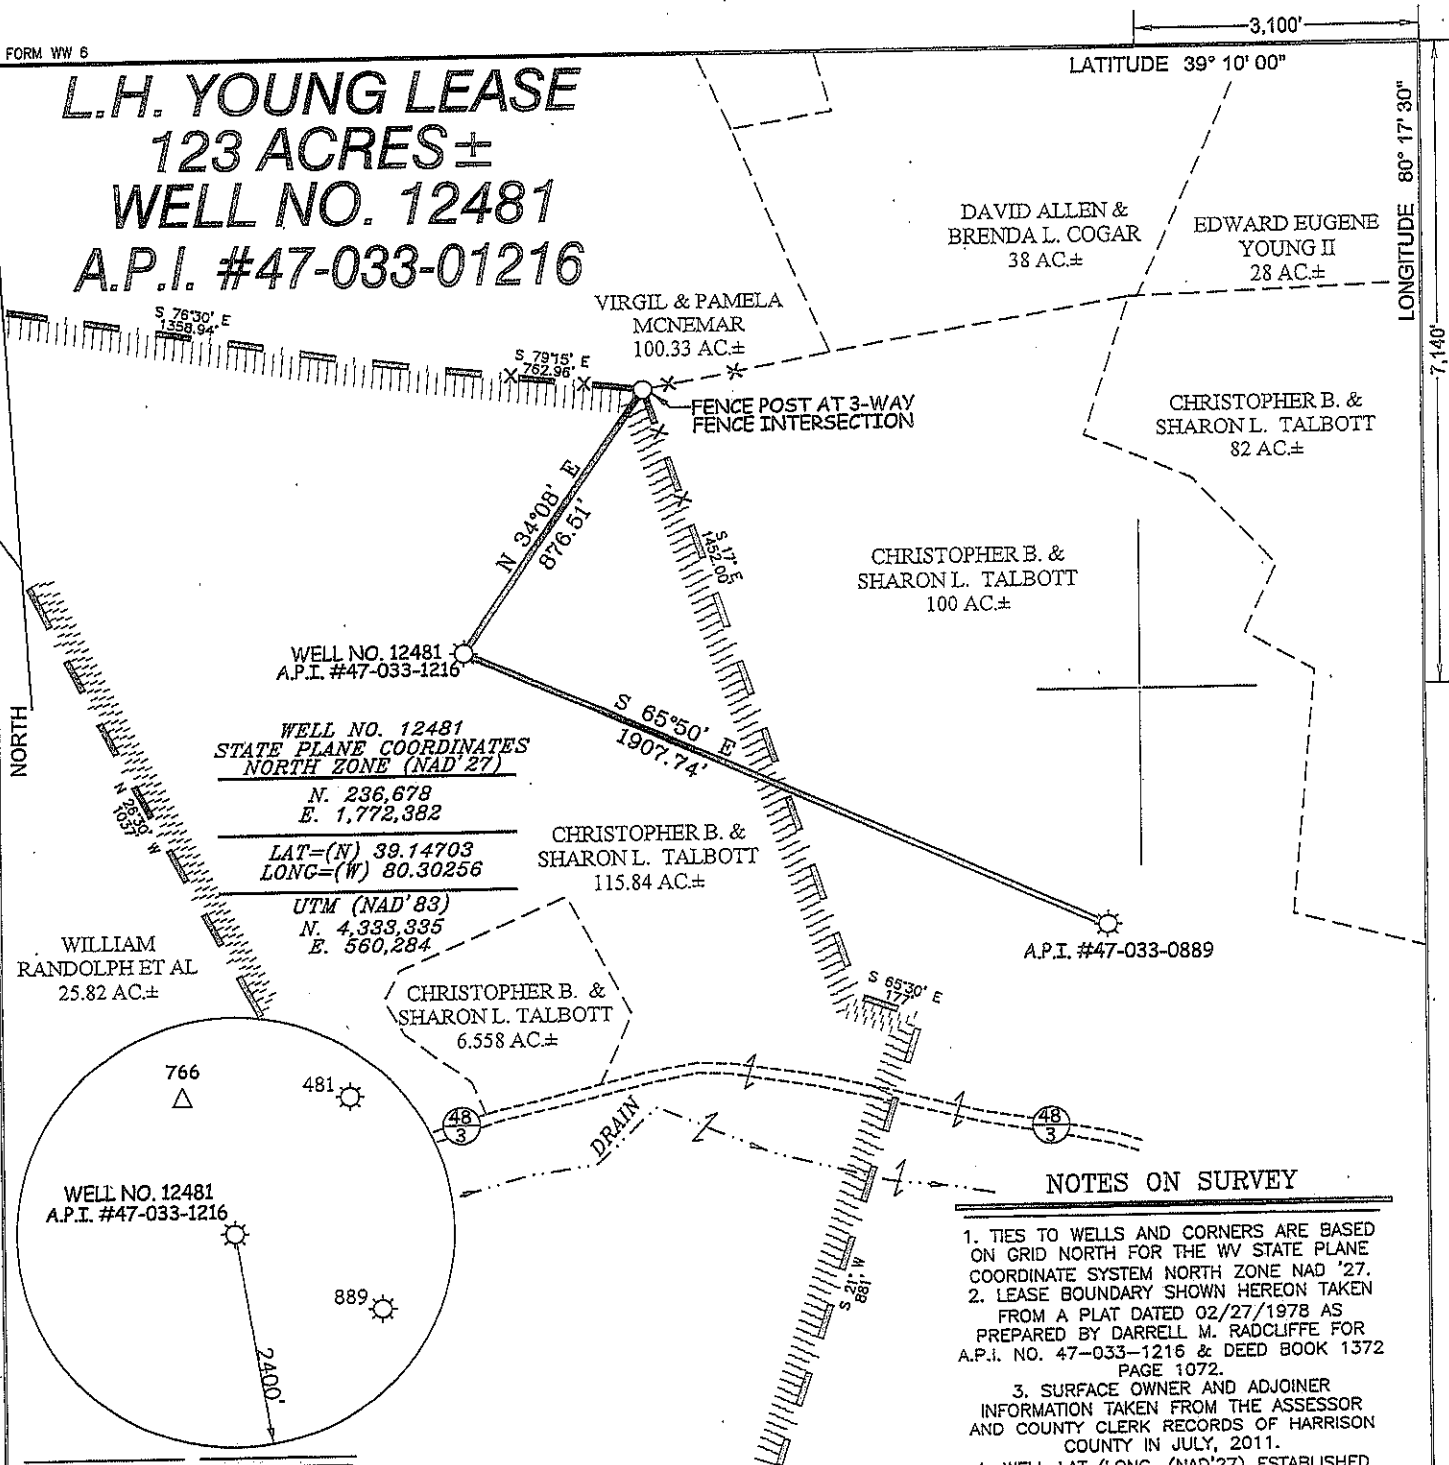 FORM WW 6
3,100'
LATITUDE 39° 10' 00"
LONGITUDE 80° 17' 30"
7,140'
L.H. YOUNG LEASE
123 ACRES ±
WELL NO. 12481
A.P.I. #47-033-01216
S 76°30' E
1358.94'
S 79°15' E
762.96'
VIRGIL & PAMELA
MCNEMAR
100.33 AC.±
DAVID ALLEN &
BRENDA L. COGAR
38 AC.±
EDWARD EUGENE
YOUNG II
28 AC.±
FENCE POST AT 3-WAY
FENCE INTERSECTION
CHRISTOPHER B. &
SHARON L. TALBOTT
82 AC.±
N 34°08' E
876.51'
S 17° E
1452.00'
CHRISTOPHER B. &
SHARON L. TALBOTT
100 AC.±
WELL NO. 12481
A.P.I. #47-033-1216
S 65°50' E
1907.74'
NORTH
WELL NO. 12481
STATE PLANE COORDINATES
NORTH ZONE (NAD'27)
N. 236,678
E. 1,772,382
LAT=(N) 39.14703
LONG=(W) 80.30256
UTM (NAD'83)
N. 4,333,335
E. 560,284
N 26°30' W
1037'
CHRISTOPHER B. &
SHARON L. TALBOTT
115.84 AC.±
WILLIAM
RANDOLPH ET AL
25.82 AC.±
A.P.I. #47-033-0889
CHRISTOPHER B. &
SHARON L. TALBOTT
6.558 AC.±
S 65°30' E
177'
766
481
48
3
DRAIN
48
3
WELL NO. 12481
A.P.I. #47-033-1216
889
2400'
S 21° W
881'
NOTES ON SURVEY
1. TIES TO WELLS AND CORNERS ARE BASED
ON GRID NORTH FOR THE WV STATE PLANE
COORDINATE SYSTEM NORTH ZONE NAD '27.
2. LEASE BOUNDARY SHOWN HEREON TAKEN
FROM A PLAT DATED 02/27/1978 AS
PREPARED BY DARRELL M. RADCLIFFE FOR
A.P.I. NO. 47-033-1216 & DEED BOOK 1372
PAGE 1072.
3. SURFACE OWNER AND ADJOINER
INFORMATION TAKEN FROM THE ASSESSOR
AND COUNTY CLERK RECORDS OF HARRISON
COUNTY IN JULY, 2011.
4. WELL LAT./LONG. (NAD'27) ESTABLISHED